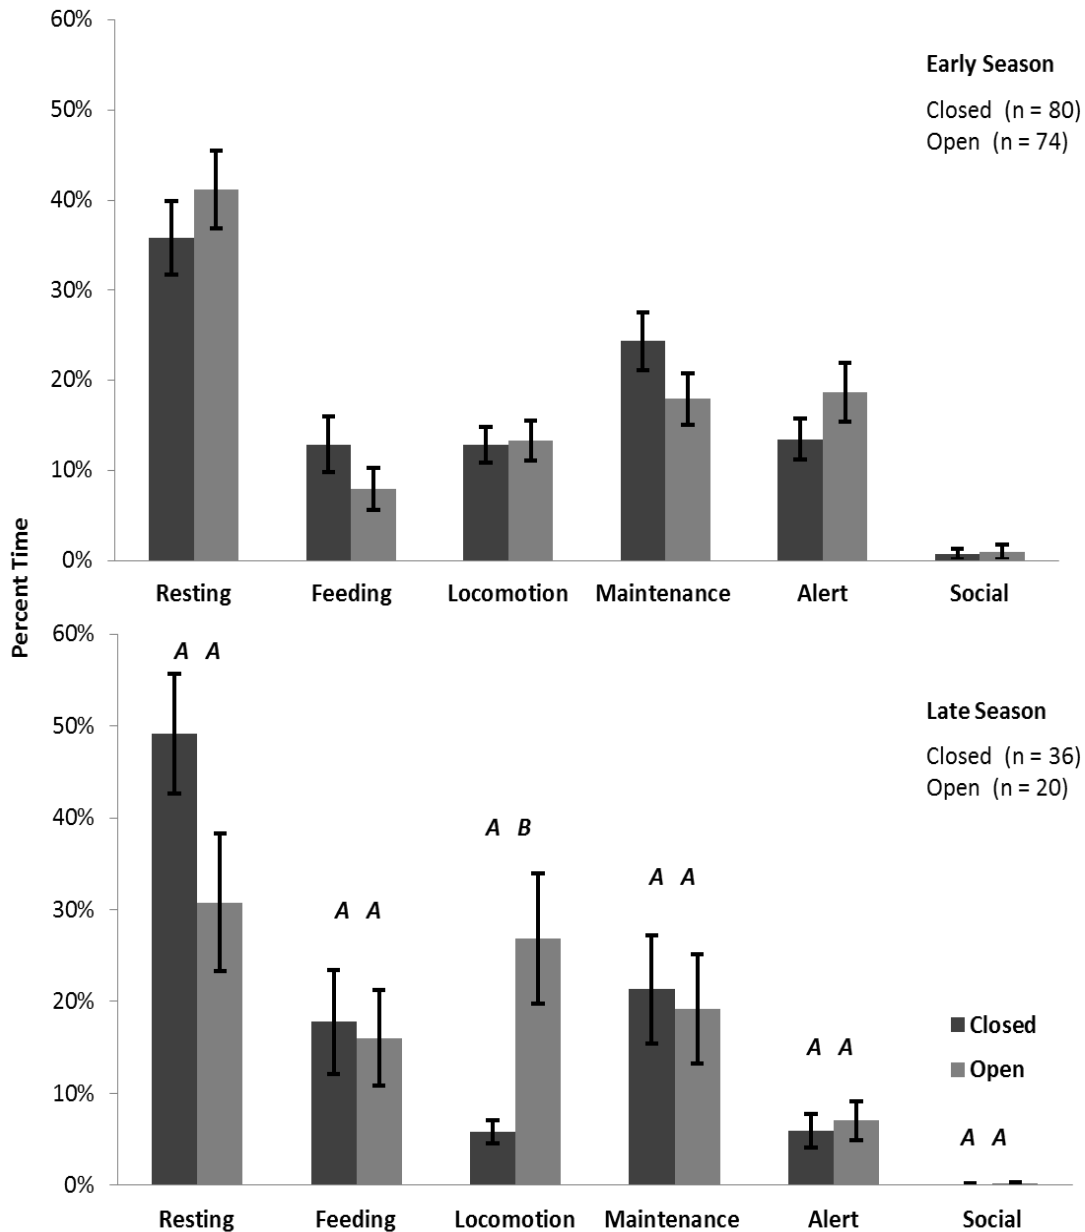 60%
Early Season
50%
Closed (n = 80)
Open (n = 74)
40%
30%
20%
10%
0%
Resting Feeding Locomotion Maintenance Alert Social
Percent Time
60%
A A
Late Season
50%
Closed (n = 36)
Open (n = 20)
40%
A B
A A
30%
A A
20%
Closed
A A
Open
10%
A A
0%
Resting Feeding Locomotion Maintenance Alert Social